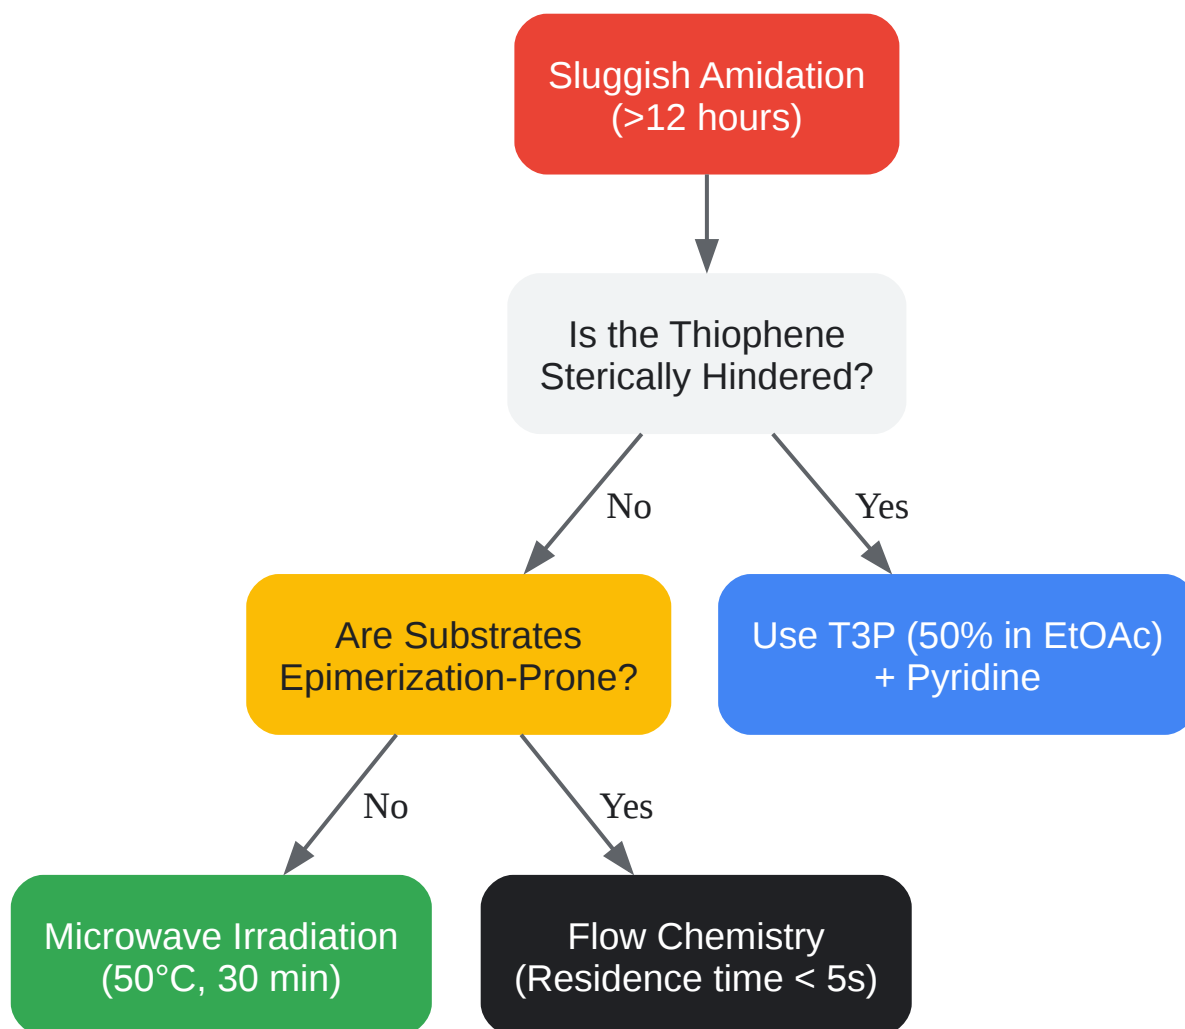 Sluggish Amidation
(>12 hours)
Is the Thiophene
Sterically Hindered?
No
Yes
Are Substrates
Epimerization-Prone?
Use T3P (50% in EtOAc)
+ Pyridine
No
Yes
Microwave Irradiation
(50°C, 30 min)
Flow Chemistry
(Residence time < 5s)